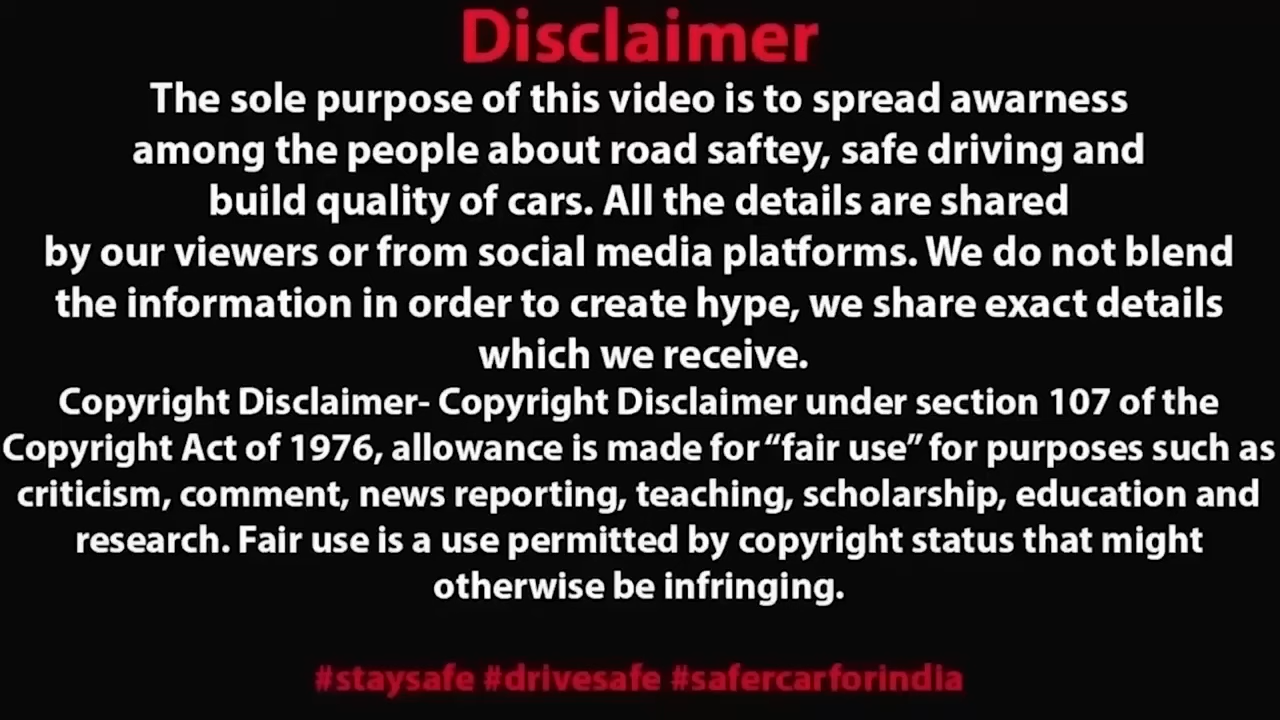 Disclaimer
The sole purpose of this video is to spread awarness
among the people about road saftey, safe driving and
build quality of cars. All the details are shared
by our viewers or from social media platforms. We do not blend
the information in order to create hype, we share exact details
which we receive.
Copyright Disclaimer- Copyright Disclaimer under section 107 of the
Copyright Act of 1976, allowance is made for “fair use” for purposes such as
criticism, comment, news reporting, teaching, scholarship, education and
research. Fair use is a use permitted by copyright status that might
otherwise be infringing.
#staysafe #drivesafe #safercarforindia